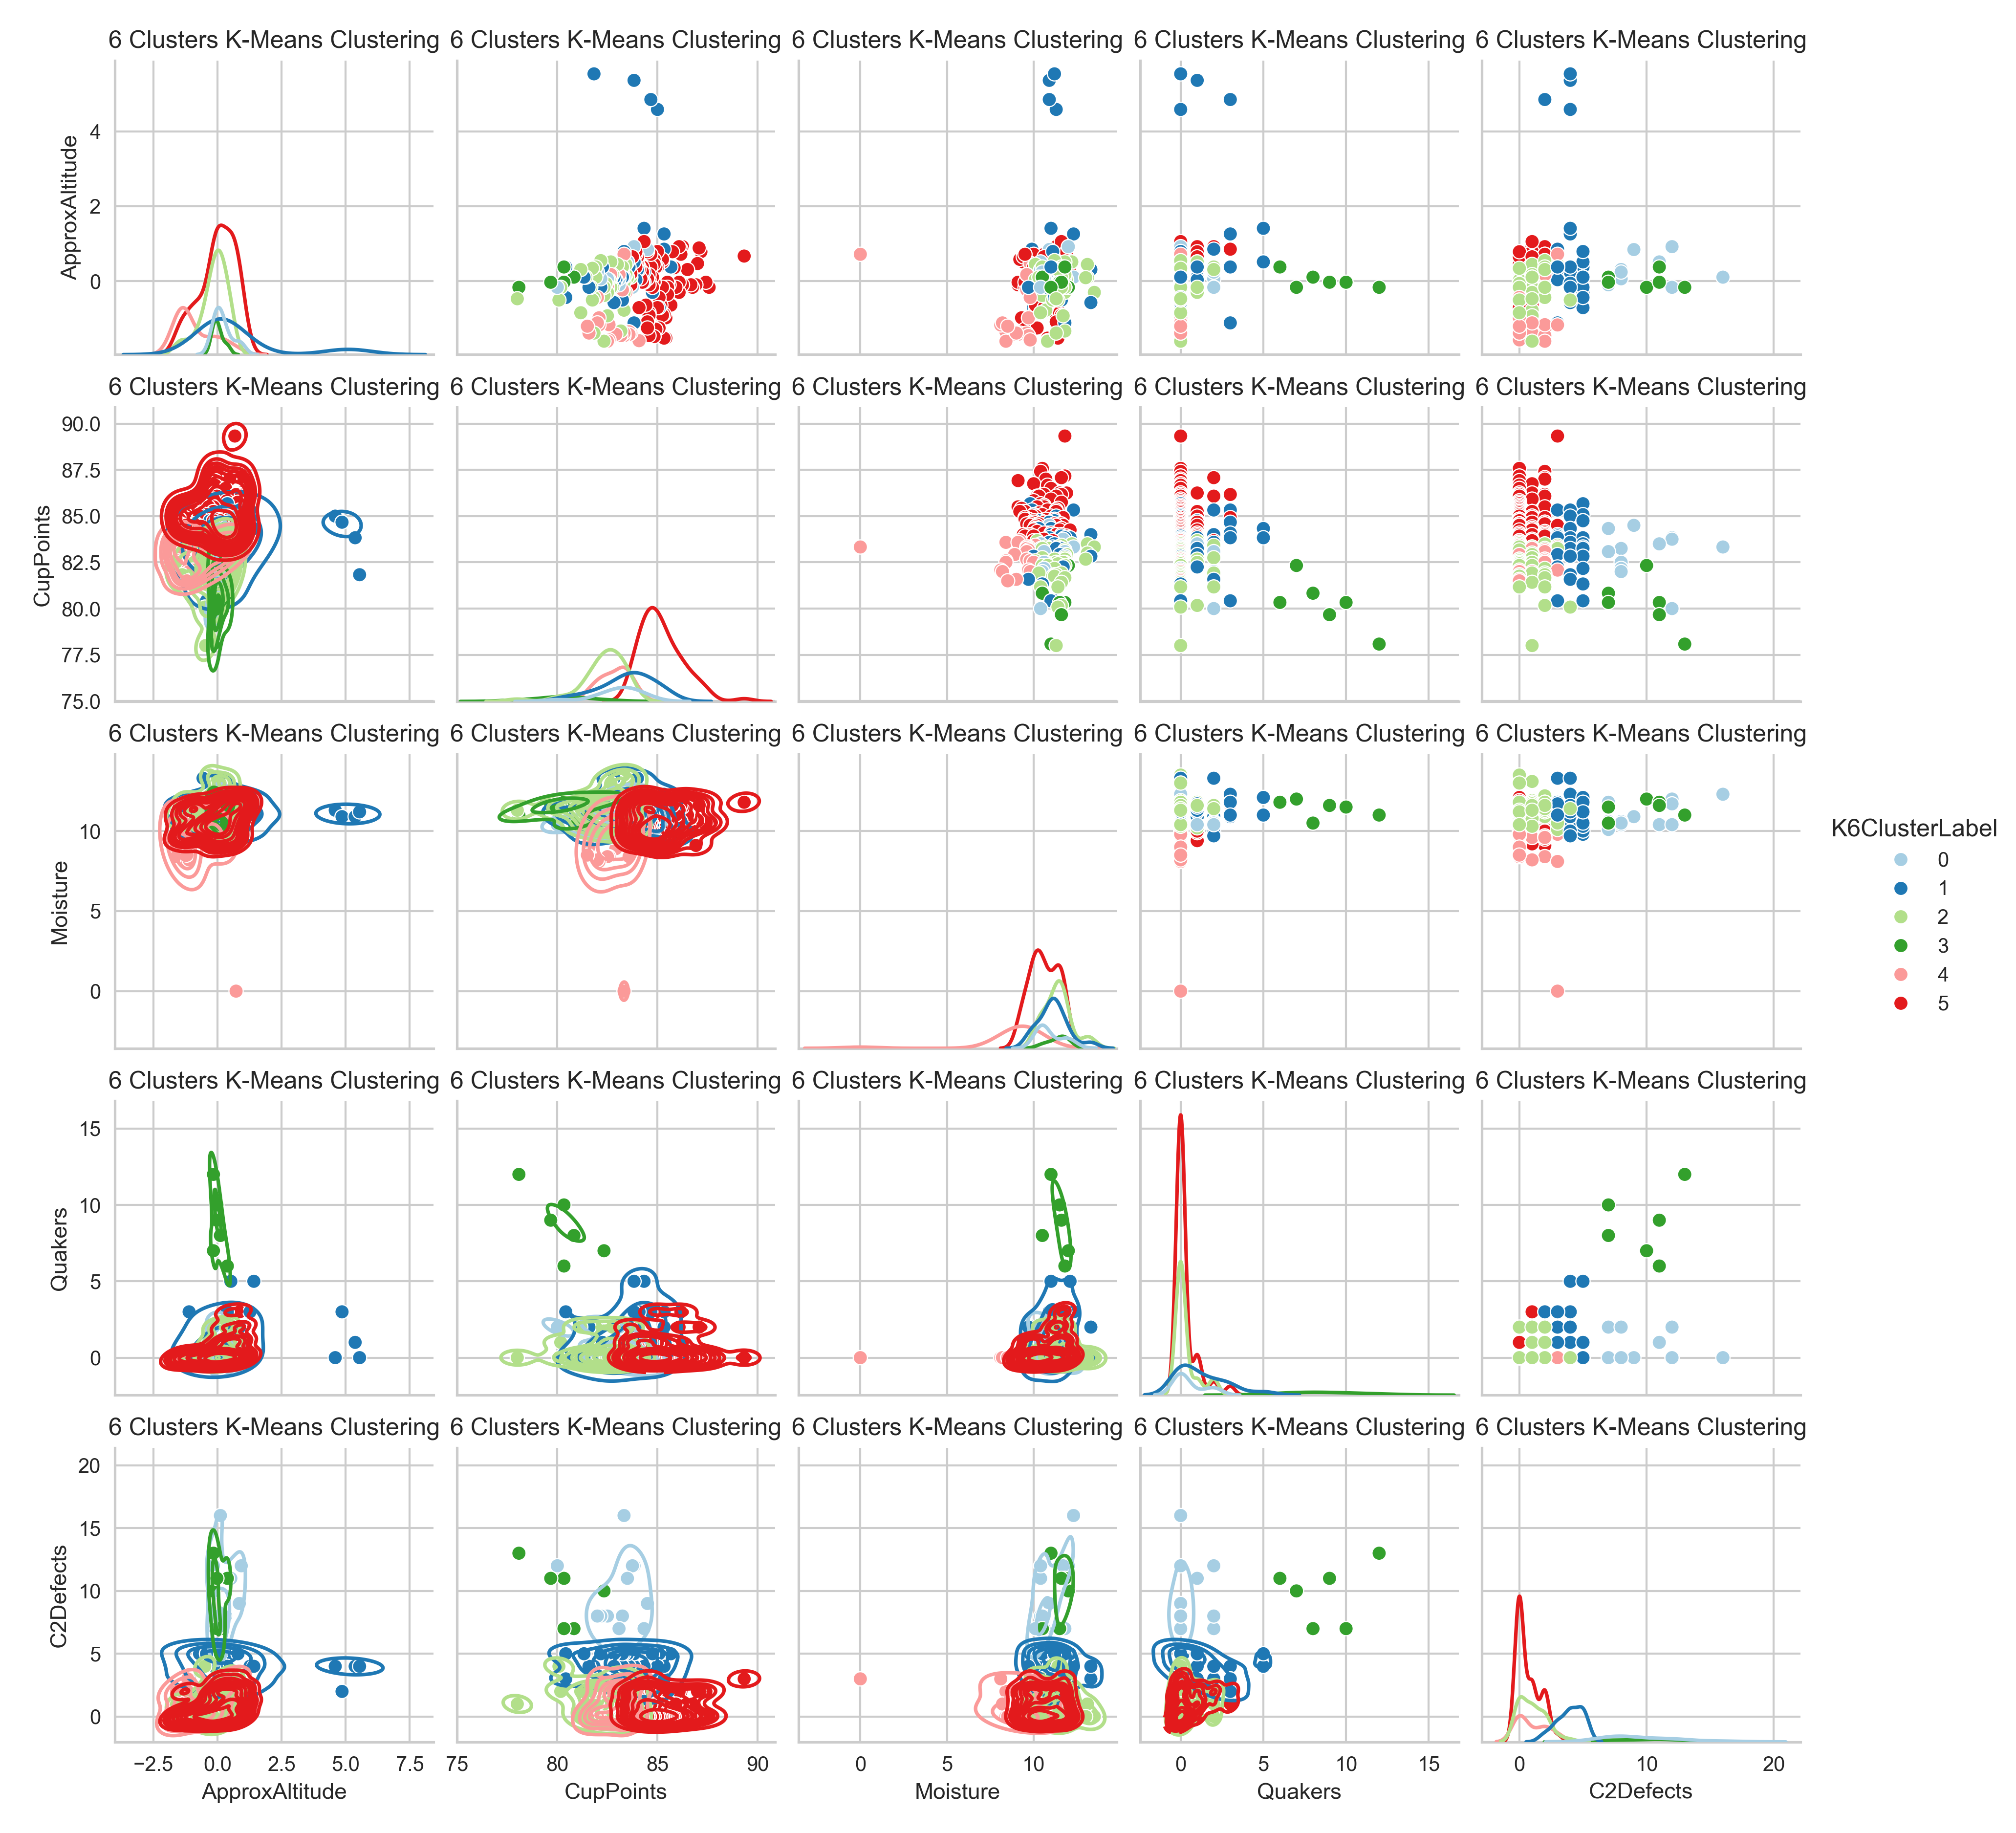 6 Clusters K-Means Clustering 6 Clusters K-Means Clustering 6 Clusters K-Means Clustering 6 Clusters K-Means Clustering 6 Clusters K-Means Clustering
4
2
0
ApproxAltitude
6 Clusters K-Means Clustering 6 Clusters K-Means Clustering 6 Clusters K-Means Clustering 6 Clusters K-Means Clustering 6 Clusters K-Means Clustering
90.0
87.5
85.0
82.5
80.0
77.5
75.0
CupPoints
6 Clusters K-Means Clustering 6 Clusters K-Means Clustering 6 Clusters K-Means Clustering 6 Clusters K-Means Clustering 6 Clusters K-Means Clustering
10
5
0
Moisture
K6ClusterLabel
0
1
2
3
4
5
6 Clusters K-Means Clustering 6 Clusters K-Means Clustering 6 Clusters K-Means Clustering 6 Clusters K-Means Clustering 6 Clusters K-Means Clustering
15
10
5
0
Quakers
6 Clusters K-Means Clustering 6 Clusters K-Means Clustering 6 Clusters K-Means Clustering 6 Clusters K-Means Clustering 6 Clusters K-Means Clustering
20
15
10
5
0
C2Defects
−2.5 0.0 2.5 5.0 7.5 75 80 85 90 0 10 0 5 10 15 0 10 20
ApproxAltitude CupPoints Moisture Quakers C2Defects